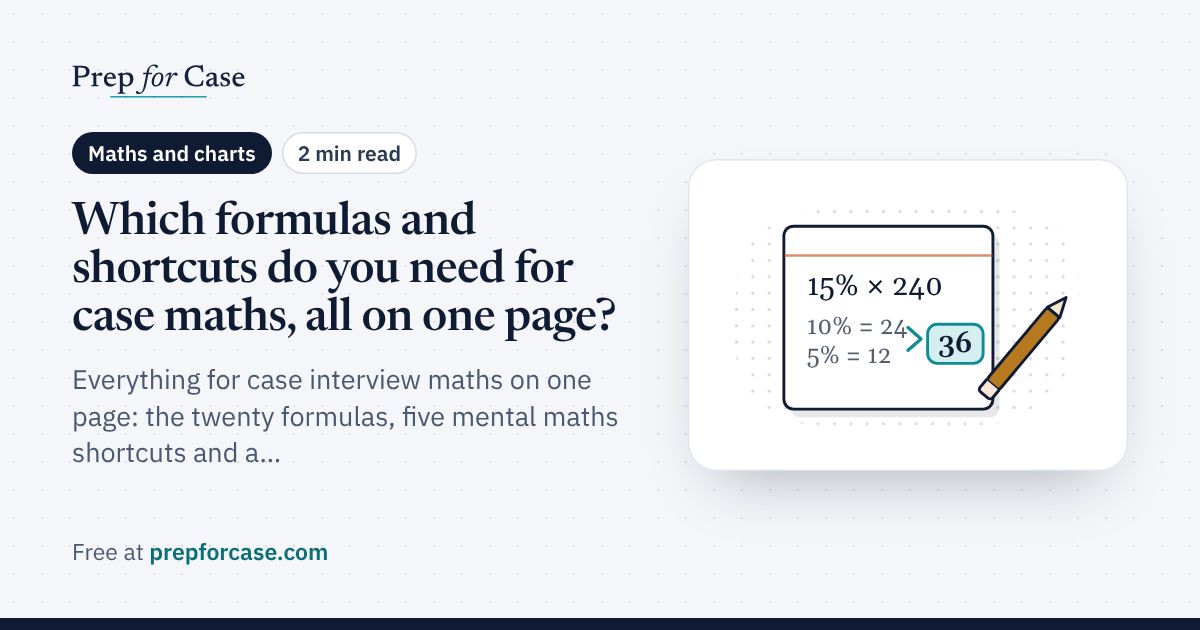 Prep for Case
Maths and charts
2 min read
Which formulas and
shortcuts do you need for
case maths, all on one page?
Everything for case interview maths on one
page: the twenty formulas, five mental maths
shortcuts and a...
Free at prepforcase.com
15% × 240
10% = 24
5% = 12
36